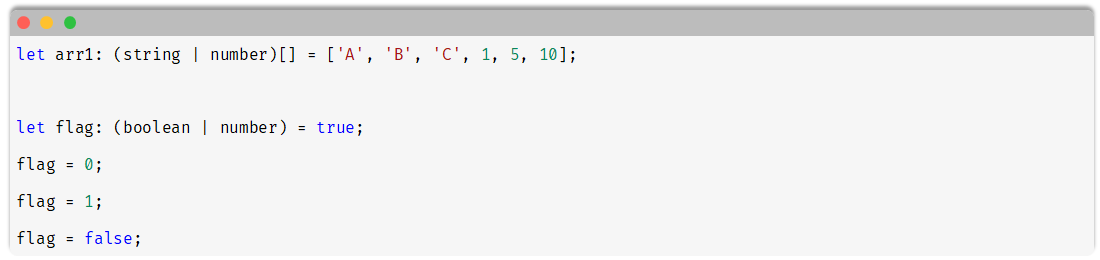 let arr1: (string | number)[] = ['A', 'B', 'C', 1, 5, 10];
let flag: (boolean | number) = true;
flag = 0;
flag = 1;
flag = false;